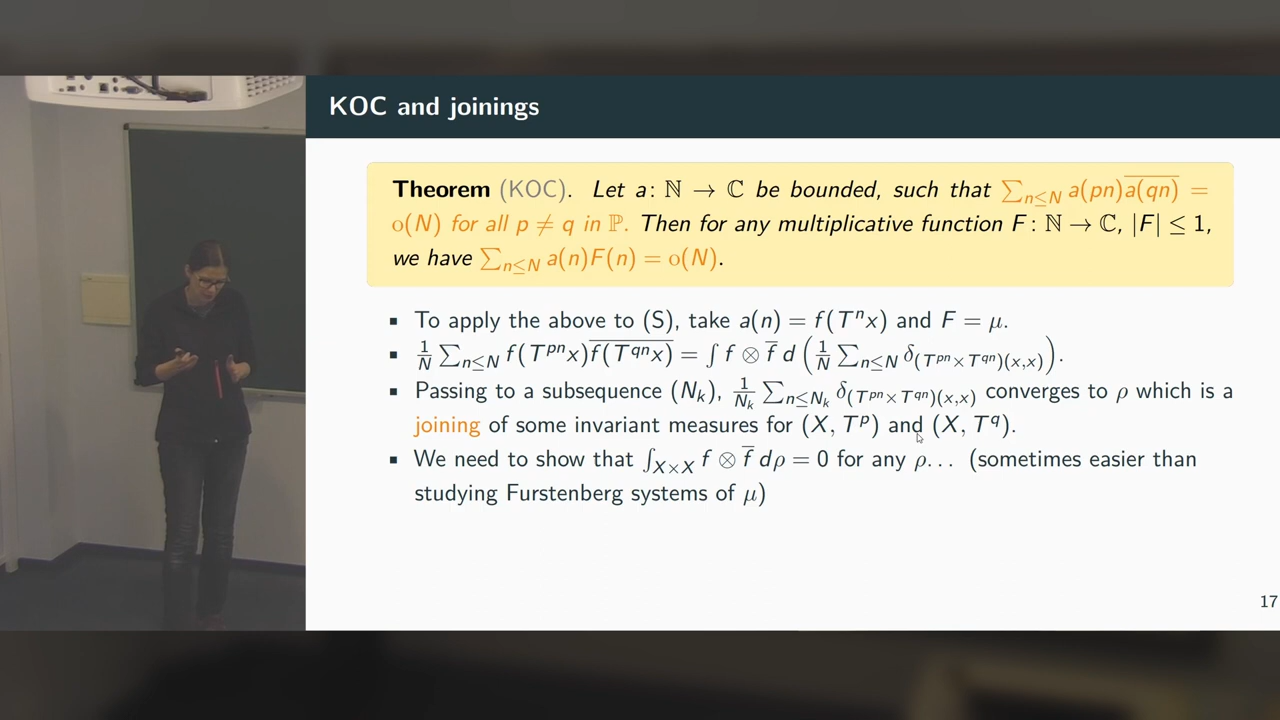 KOC and joinings
Theorem (KOC). Let a: ℕ → ℂ be bounded, such that ∑_{n≤N} a(pn)\overline{a(qn)} =
o(N) for all p ≠ q in ℙ. Then for any multiplicative function F: ℕ → ℂ, |F| ≤ 1,
we have ∑_{n≤N} a(n)F(n) = o(N).
▪ To apply the above to (S), take a(n) = f(T^n x) and F = μ.
▪ \frac{1}{N} ∑_{n≤N} f(T^{pn}x)\overline{f(T^{qn}x)} = ∫ f ⊗ \overline{f} d(\frac{1}{N} ∑_{n≤N} δ_{(T^{pn}×T^{qn})(x,x)}).
▪ Passing to a subsequence (N_k), \frac{1}{N_k} ∑_{n≤N_k} δ_{(T^{pn}×T^{qn})(x,x)} converges to ρ which is a
joining of some invariant measures for (X, T^p) and (X, T^q).
▪ We need to show that ∫_{X×X} f ⊗ \overline{f} dρ = 0 for any ρ... (sometimes easier than
studying Furstenberg systems of μ)
17